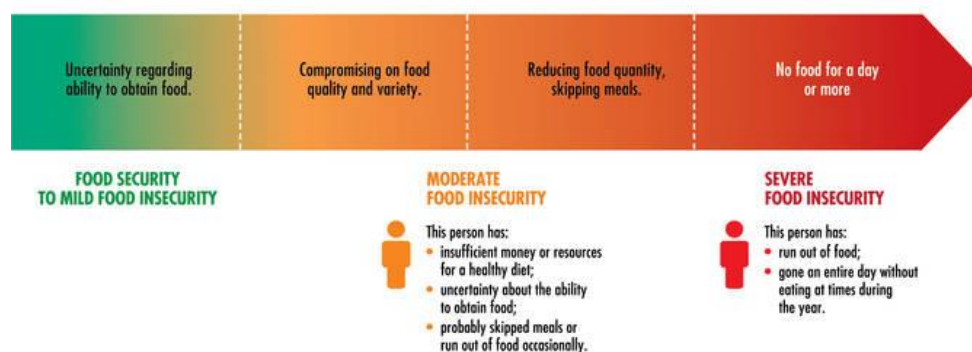 Uncertainty regarding
ability to obtain food.
Compromising on food
quality and variety.
Reducing food quantity,
skipping meals.
No food for a day
or more
FOOD SECURITY
TO MILD FOOD INSECURITY
MODERATE
FOOD INSECURITY
This person has:
• insufficient money or resources
for a healthy diet;
• uncertainty about the ability
to obtain food;
• probably skipped meals or
run out of food occasionally.
SEVERE
FOOD INSECURITY
This person has:
• run out of food;
• gone an entire day without
eating at times during
the year.